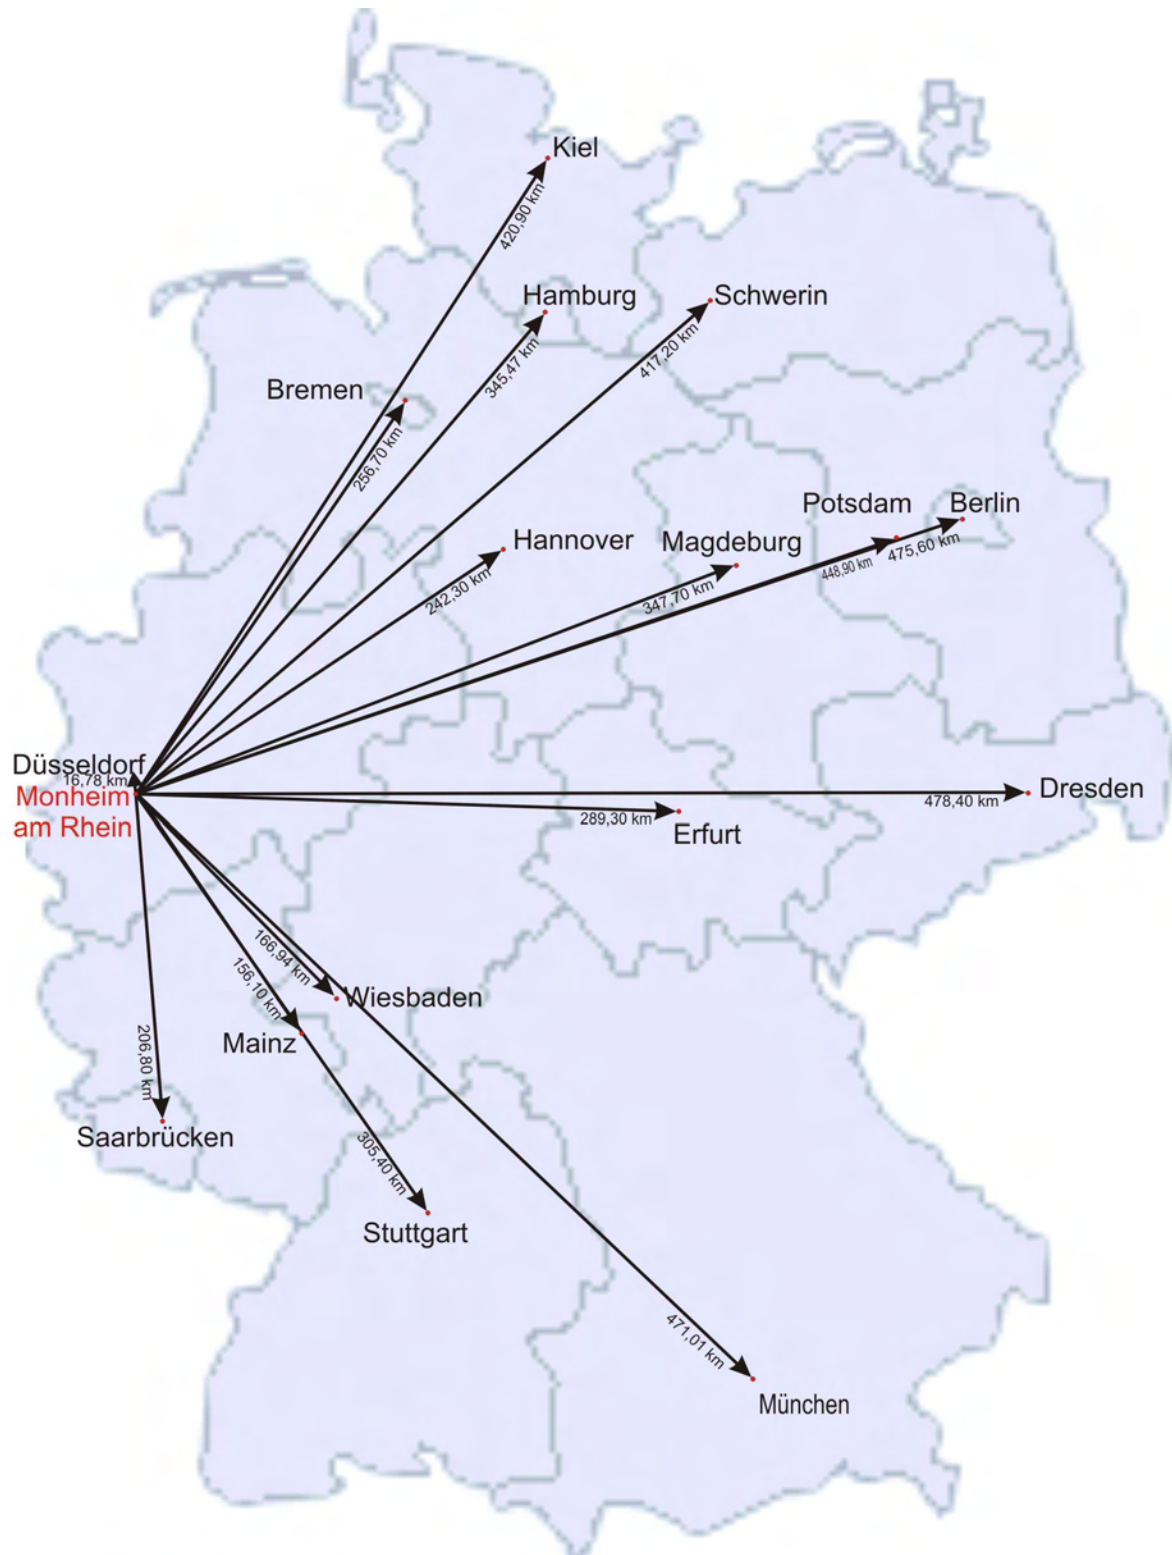 Kiel
420,90 km
Hamburg
345,47 km
Schwerin
417,20 km
Bremen
256,70 km
Potsdam
448,90 km
Berlin
475,60 km
Hannover
242,30 km
Magdeburg
347,70 km
Düsseldorf
16,78 km
Monheim
am Rhein
Dresden
478,40 km
289,30 km
Erfurt
166,94 km
Wiesbaden
156,10 km
Mainz
206,80 km
Saarbrücken
305,40 km
Stuttgart
471,01 km
München